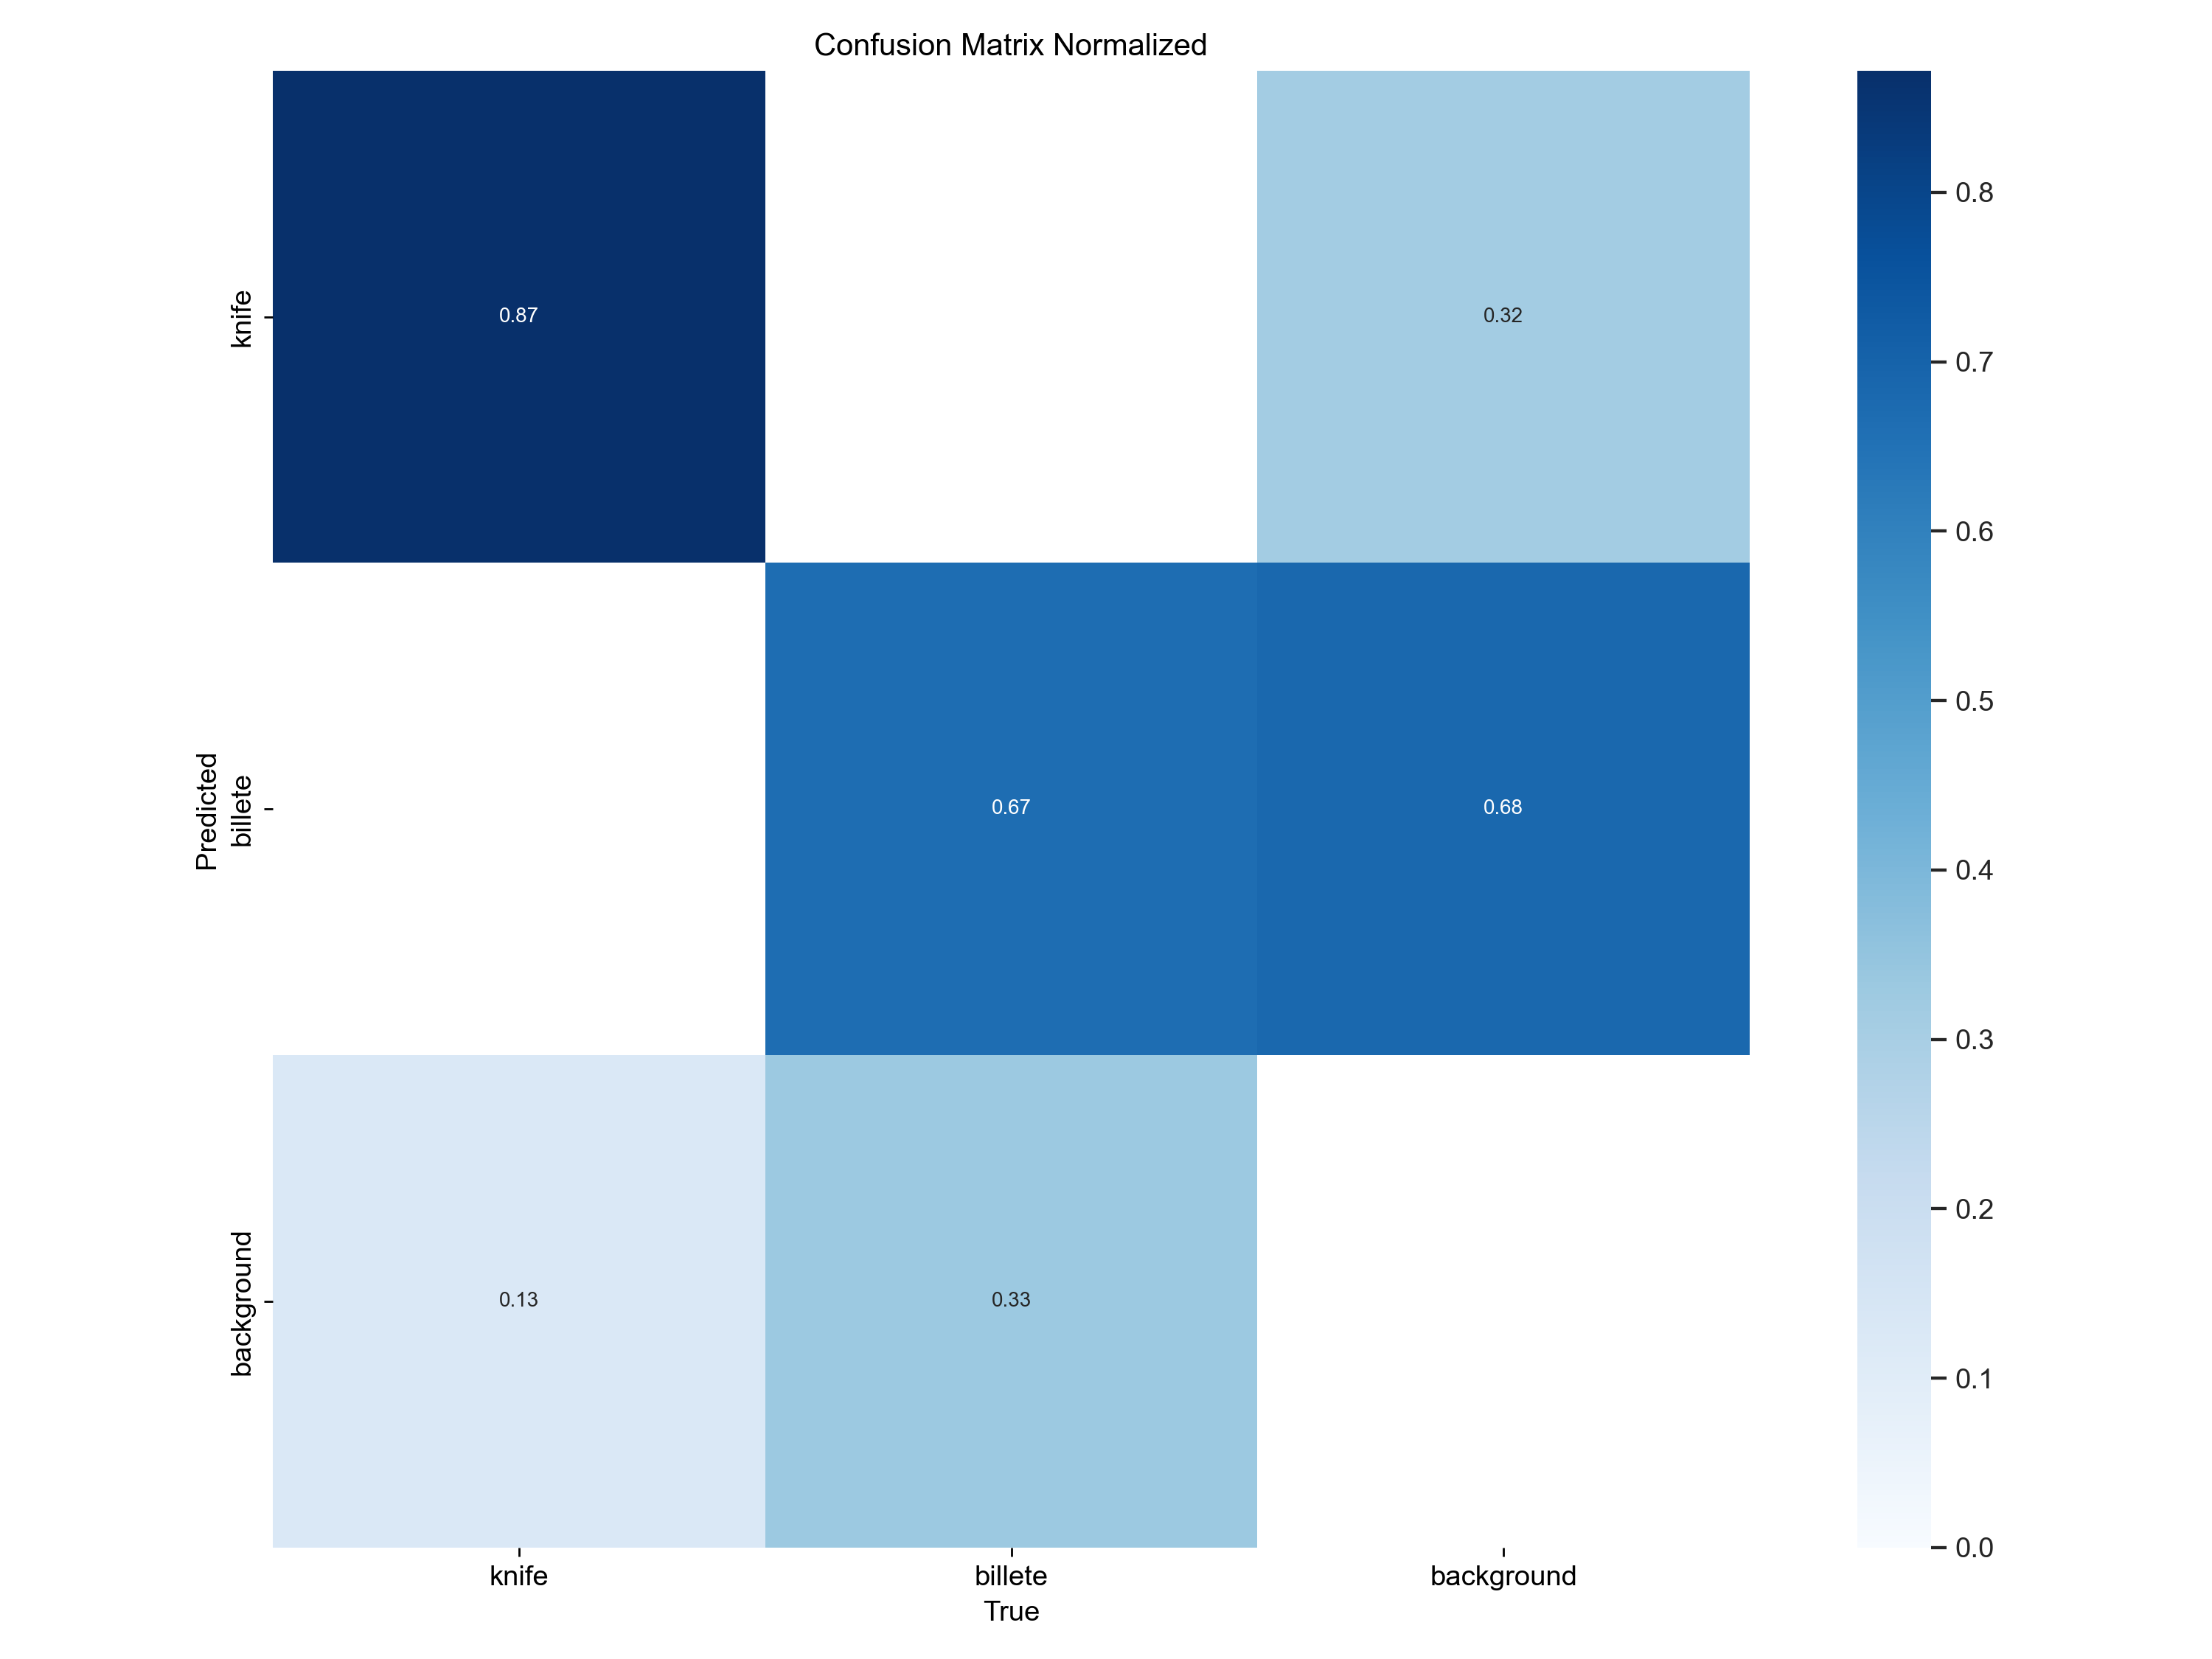 Confusion Matrix Normalized
knife
0.87
0.32
billete
0.67
0.68
background
0.13
0.33
Predicted
knife
billete
background
True
0.8
0.7
0.6
0.5
0.4
0.3
0.2
0.1
0.0